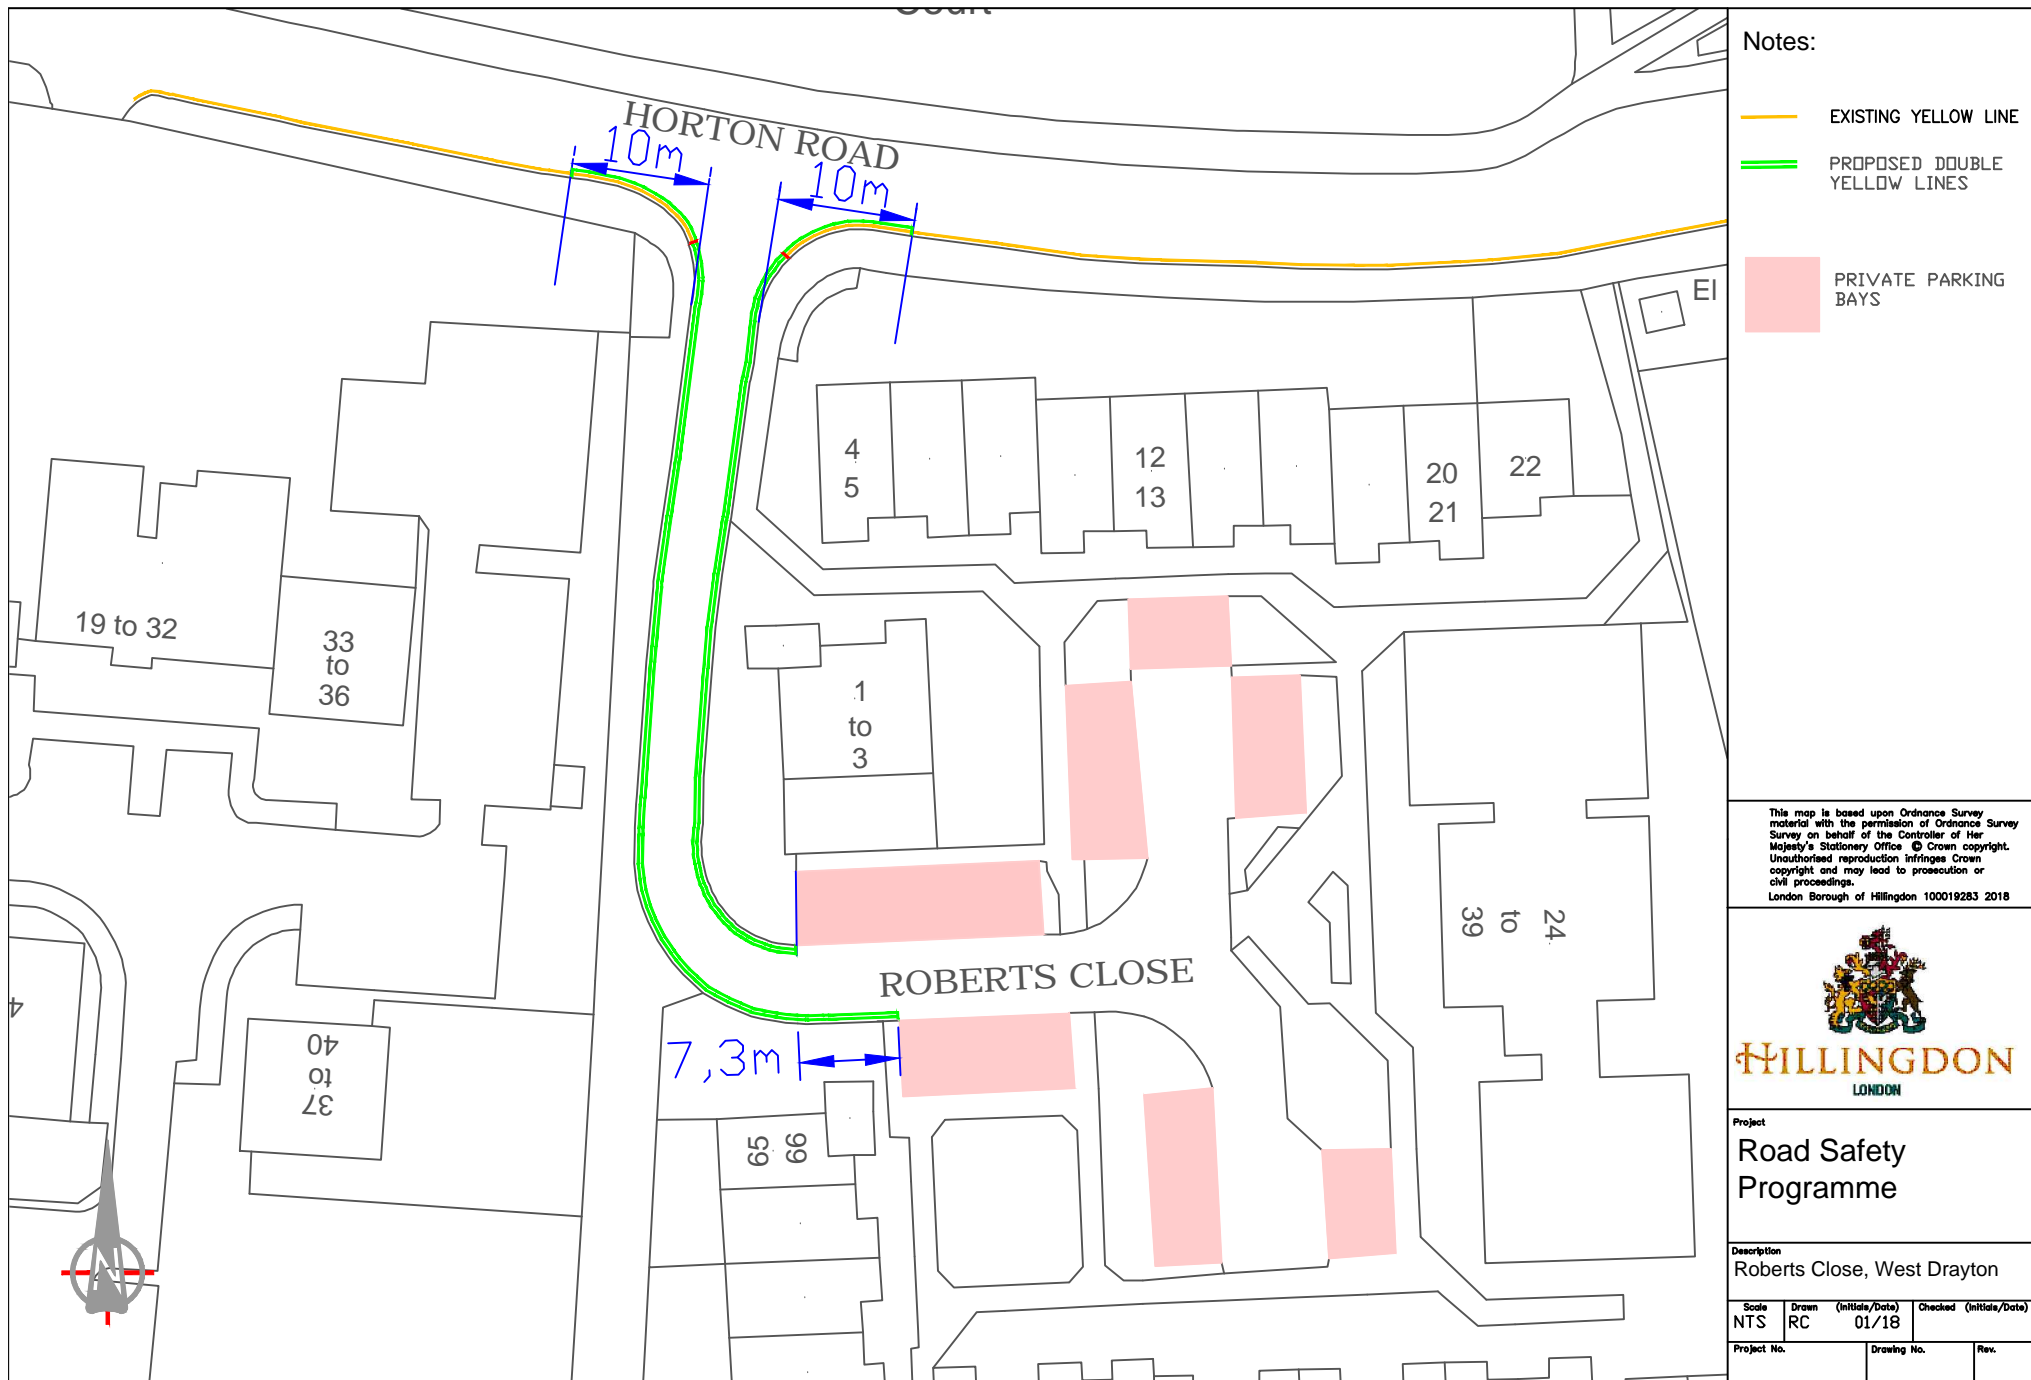 Court
HORTON ROAD
10m
10m
El
4
5
12
13
20
21
22
19 to 32
33
to
36
1
to
3
24
to
39
ROBERTS CLOSE
7,3m
37
to
40
4
65
66
N
Notes:
EXISTING YELLOW LINE
PROPOSED DOUBLE
YELLOW LINES
PRIVATE PARKING
BAYS
This map is based upon Ordnance Survey
material with the permission of Ordnance Survey
Survey on behalf of the Controller of Her
Majesty's Stationery Office © Crown copyright.
Unauthorised reproduction infringes Crown
copyright and may lead to prosecution or
civil proceedings.
London Borough of Hillingdon 100019283 2018
HILLINGDON
LONDON
Project
Road Safety
Programme
Description
Roberts Close, West Drayton
Scale Drawn (Initials/Date) Checked (Initials/Date)
NTS RC 01/18
Project No. Drawing No. Rev.